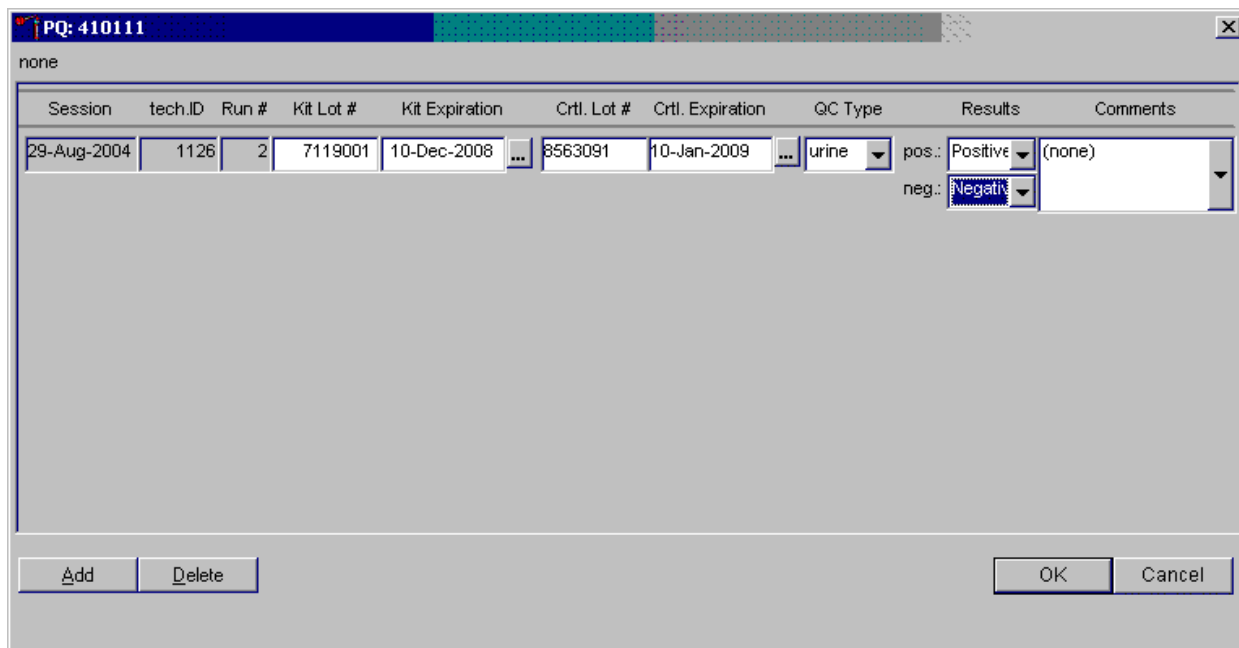 PQ: 410111
none
Session tech.ID Run # Kit Lot # Kit Expiration Crtl. Lot # Crtl. Expiration QC Type Results Comments
29-Aug-2004 1126 2 7119001 10-Dec-2008 ... 8563091 10-Jan-2009 ... urine pos.: Positive (none)
neg.: Negativ
Add Delete OK Cancel